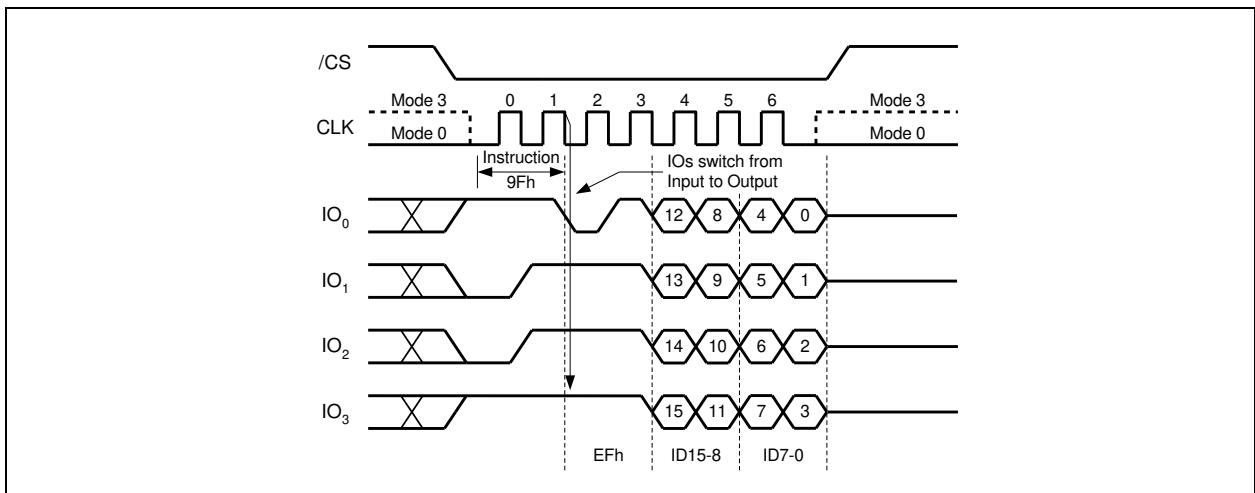 /CS
Mode 3 0 1 2 3 4 5 6 Mode 3
CLK
Mode 0 Mode 0
Instruction
9Fh
IOs switch from
Input to Output
IO0 12 8 4 0
IO1 13 9 5 1
IO2 14 10 6 2
IO3 15 11 7 3
EFh ID15-8 ID7-0